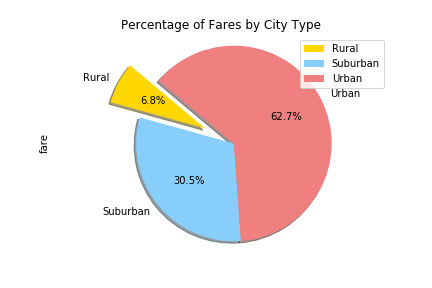 Percentage of Fares by City Type
Rural
Suburban
Urban
Urban
Rural
6.8%
62.7%
fare
30.5%
Suburban